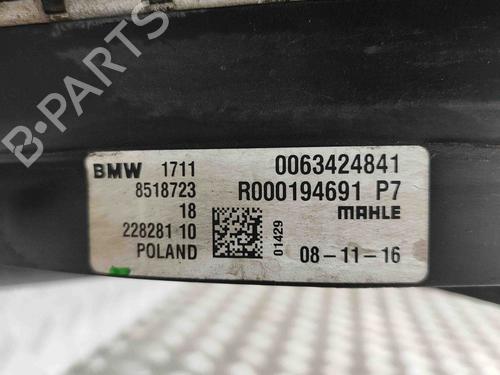 B-PARTS
BMW 1711 0063424841
8518723 R000194691 P7
18 MAHLE
228281 10 01429
POLAND 08-11-16